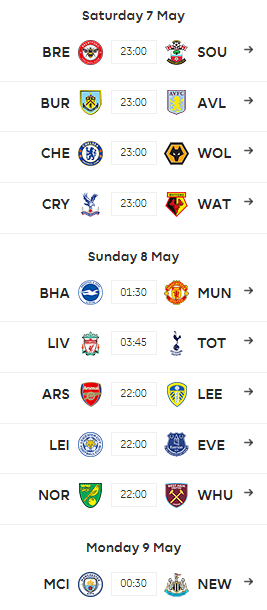 Saturday 7 May
BRE 23:00 SOU
BUR 23:00 AVL
CHE 23:00 WOL
CRY 23:00 WAT
Sunday 8 May
BHA 01:30 MUN
LIV 03:45 TOT
ARS 22:00 LEE
LEI 22:00 EVE
NOR 22:00 WHU
Monday 9 May
MCI 00:30 NEW